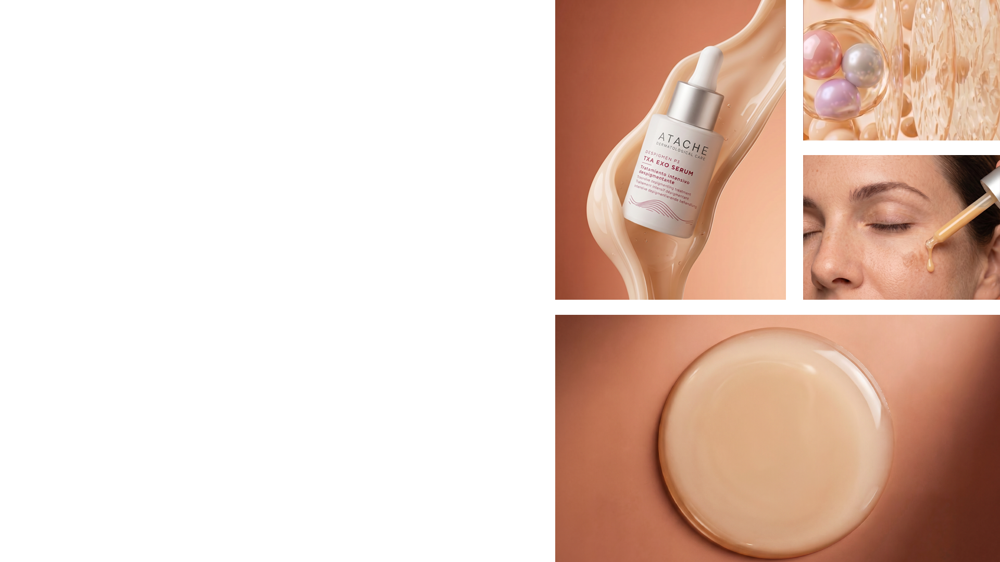 ATACHE
DERMATOLOGICAL CARE
DESPIGMEN P3
TXA EXO SERUM
Tratamiento intensivo
despigmentante
Trasnsive depigmenting treatment
Traitement intensif dépigmentant
Intensive depigmentierende behandlung